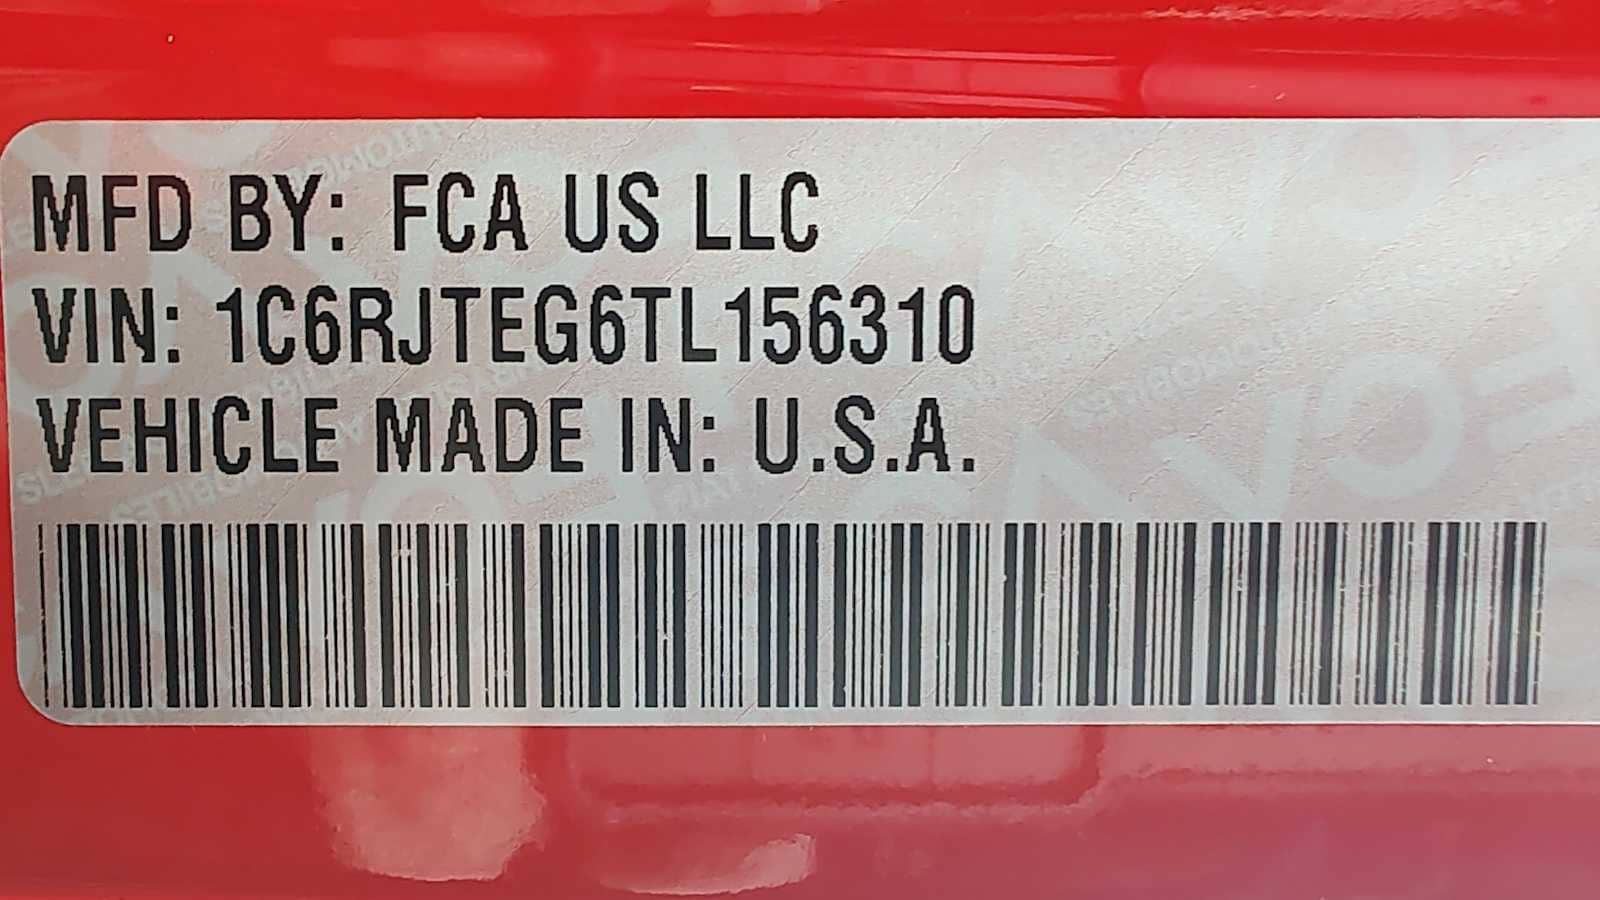 MFD BY: FCA US LLC
VIN: 1C6RJTEG6TL156310
VEHICLE MADE IN: U.S.A.